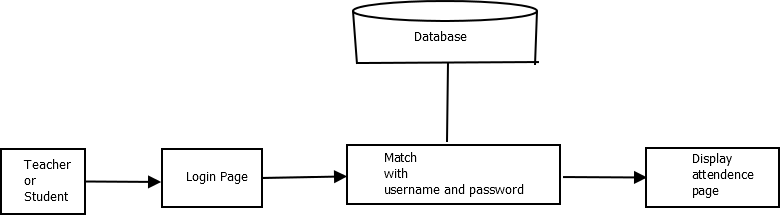 Database
Teacher
or
Student
Login Page
Match
with
username and password
Display
attendence
page